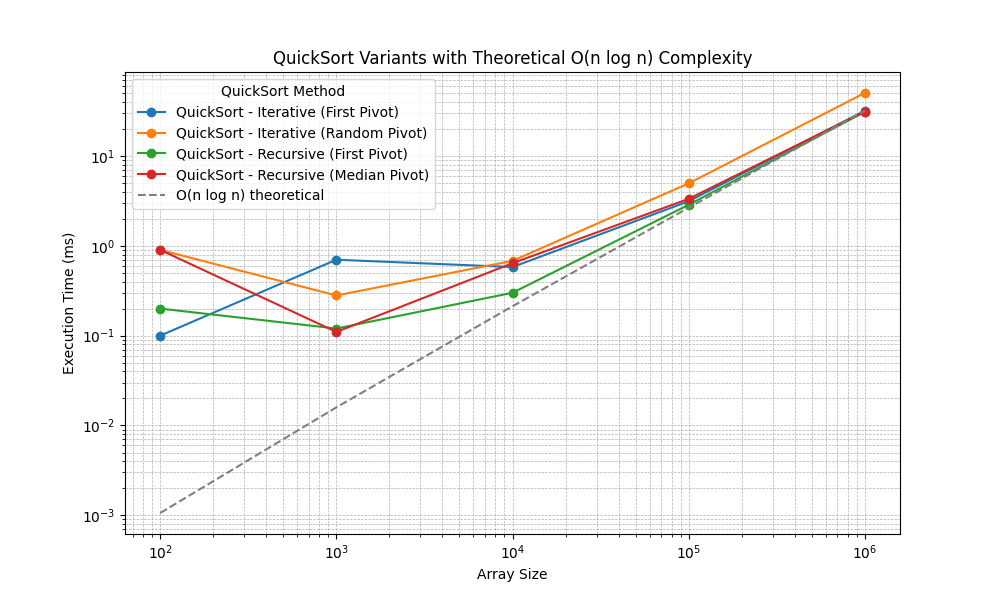 QuickSort Variants with Theoretical O(n log n) Complexity
QuickSort Method
QuickSort - Iterative (First Pivot)
QuickSort - Iterative (Random Pivot)
QuickSort - Recursive (First Pivot)
QuickSort - Recursive (Median Pivot)
O(n log n) theoretical
Execution Time (ms)
10¹
10⁰
10⁻¹
10⁻²
10⁻³
10² 10³ 10⁴ 10⁵ 10⁶
Array Size